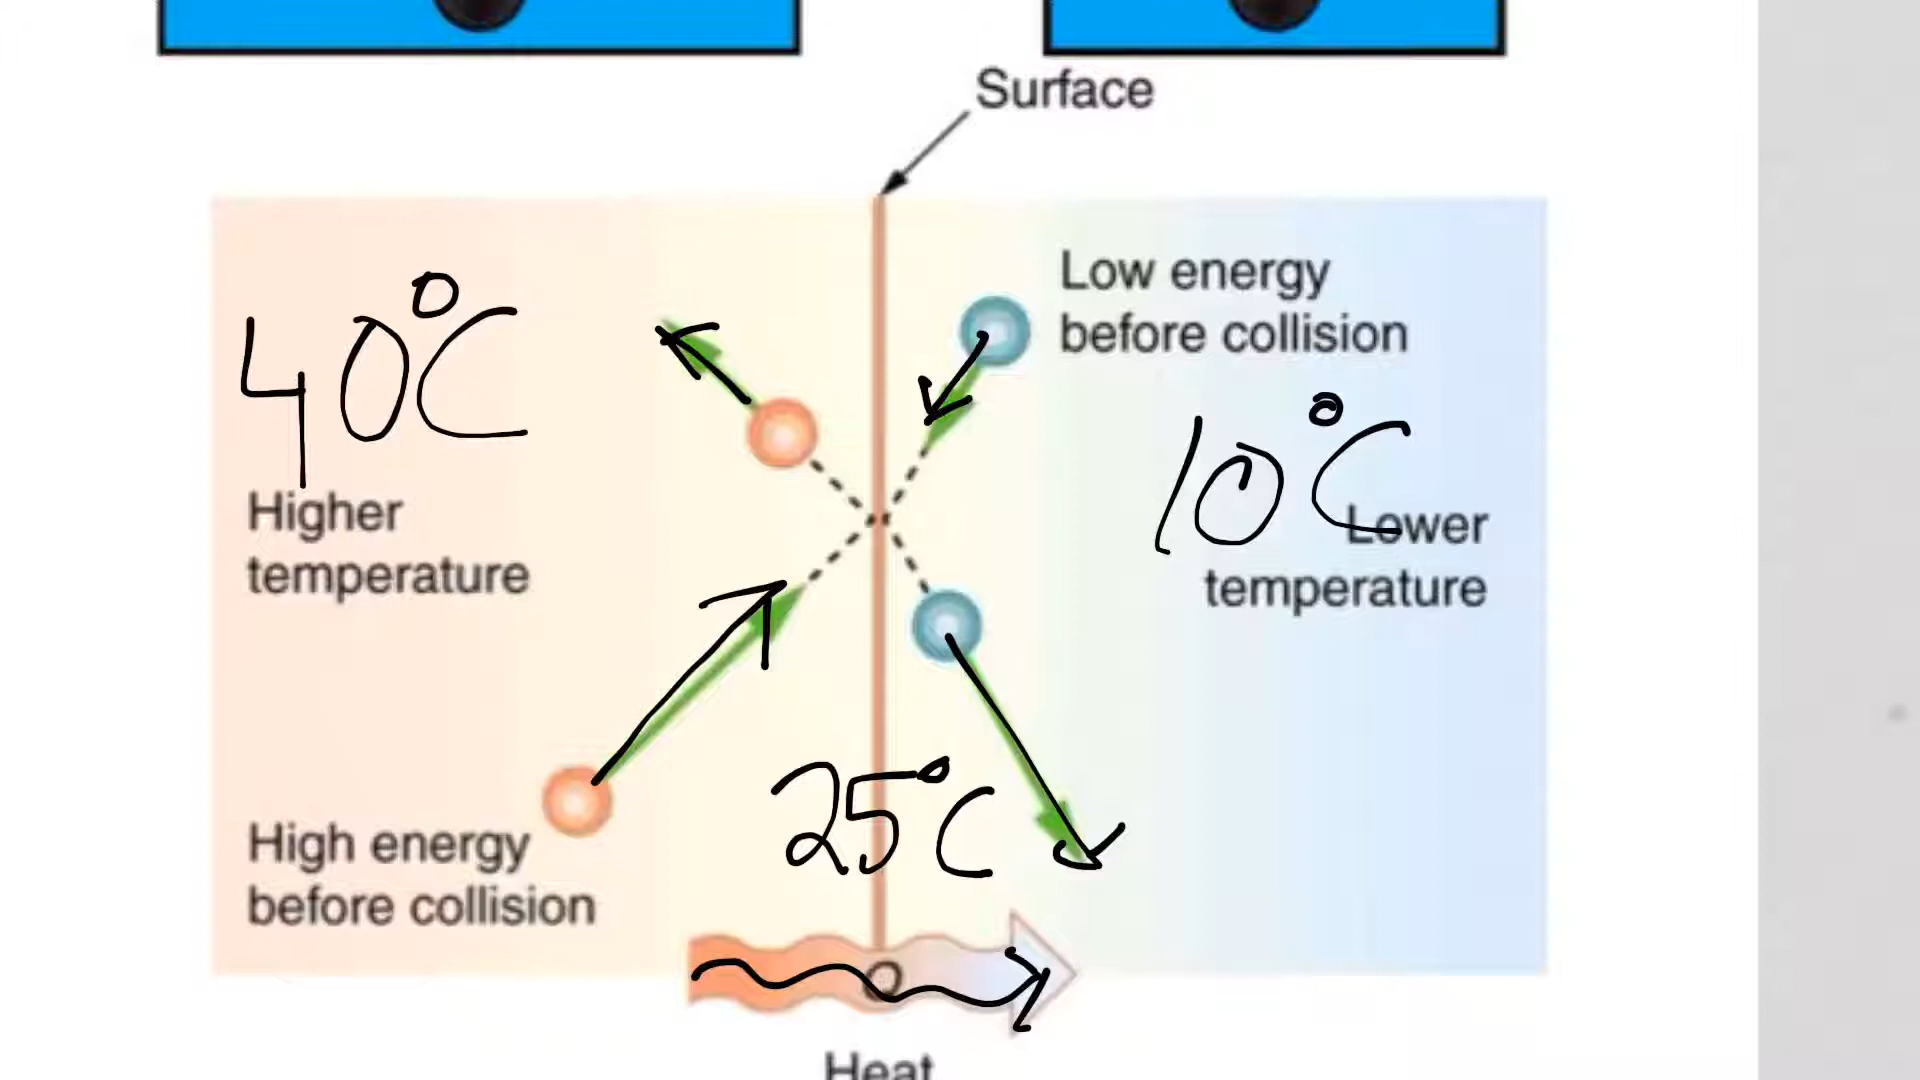 Surface
Low energy
before collision
40°C
10°C
Higher
temperature
Lower
temperature
25°C
High energy
before collision
Q
Heat